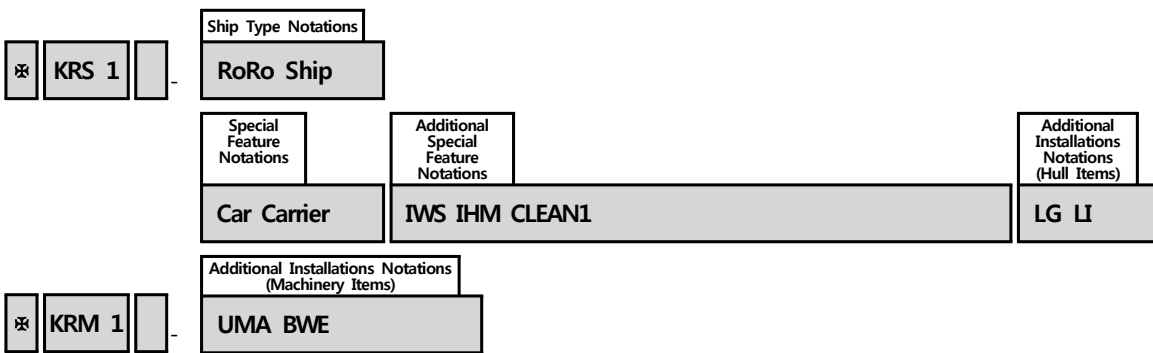 Ship Type Notations
✠ KRS 1 - RoRo Ship
Special
Feature
Notations
Additional
Special
Feature
Notations
Additional
Installations
Notations
(Hull Items)
Car Carrier
IWS IHM CLEAN1
LG LI
Additional Installations Notations
(Machinery Items)
✠ KRM 1 - UMA BWE